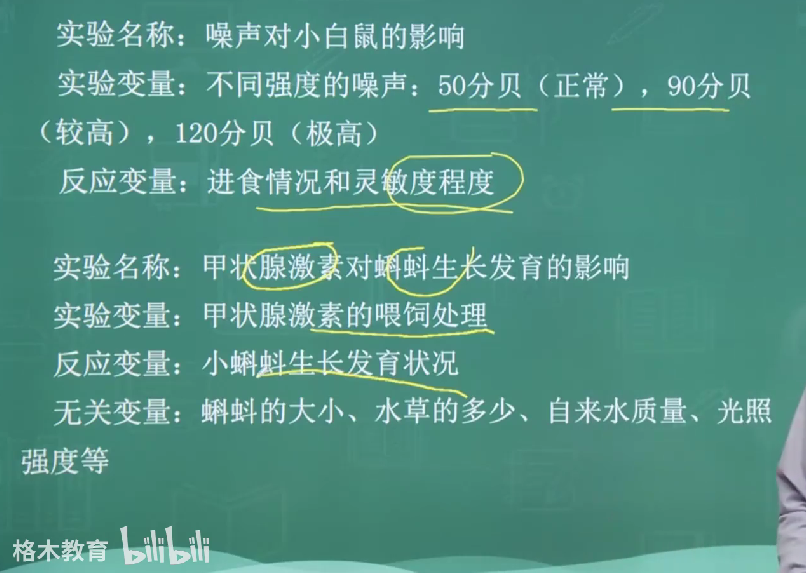 实验名称：噪声对小白鼠的影响
实验变量：不同强度的噪声：50分贝（正常），90分贝
（较高），120分贝（极高）
反应变量：进食情况和灵敏度程度
实验名称：甲状腺激素对蝌蚪生长发育的影响
实验变量：甲状腺激素的喂饲处理
反应变量：小蝌蚪生长发育状况
无关变量：蝌蚪的大小、水草的多少、自来水质量、光照
强度等
格木教育 bilibili